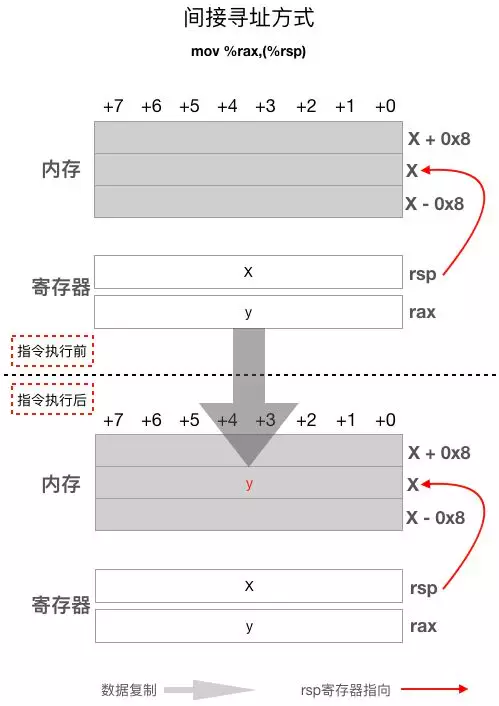 间接寻址方式
mov %rax,(%rsp)
+7 +6 +5 +4 +3 +2 +1 +0
X + 0x8
内存 X
X - 0x8
X rsp
寄存器
y rax
指令执行前
指令执行后
+7 +6 +5 +4 +3 +2 +1 +0
X + 0x8
内存 y X
X - 0x8
X rsp
寄存器
y rax
数据复制 rsp寄存器指向